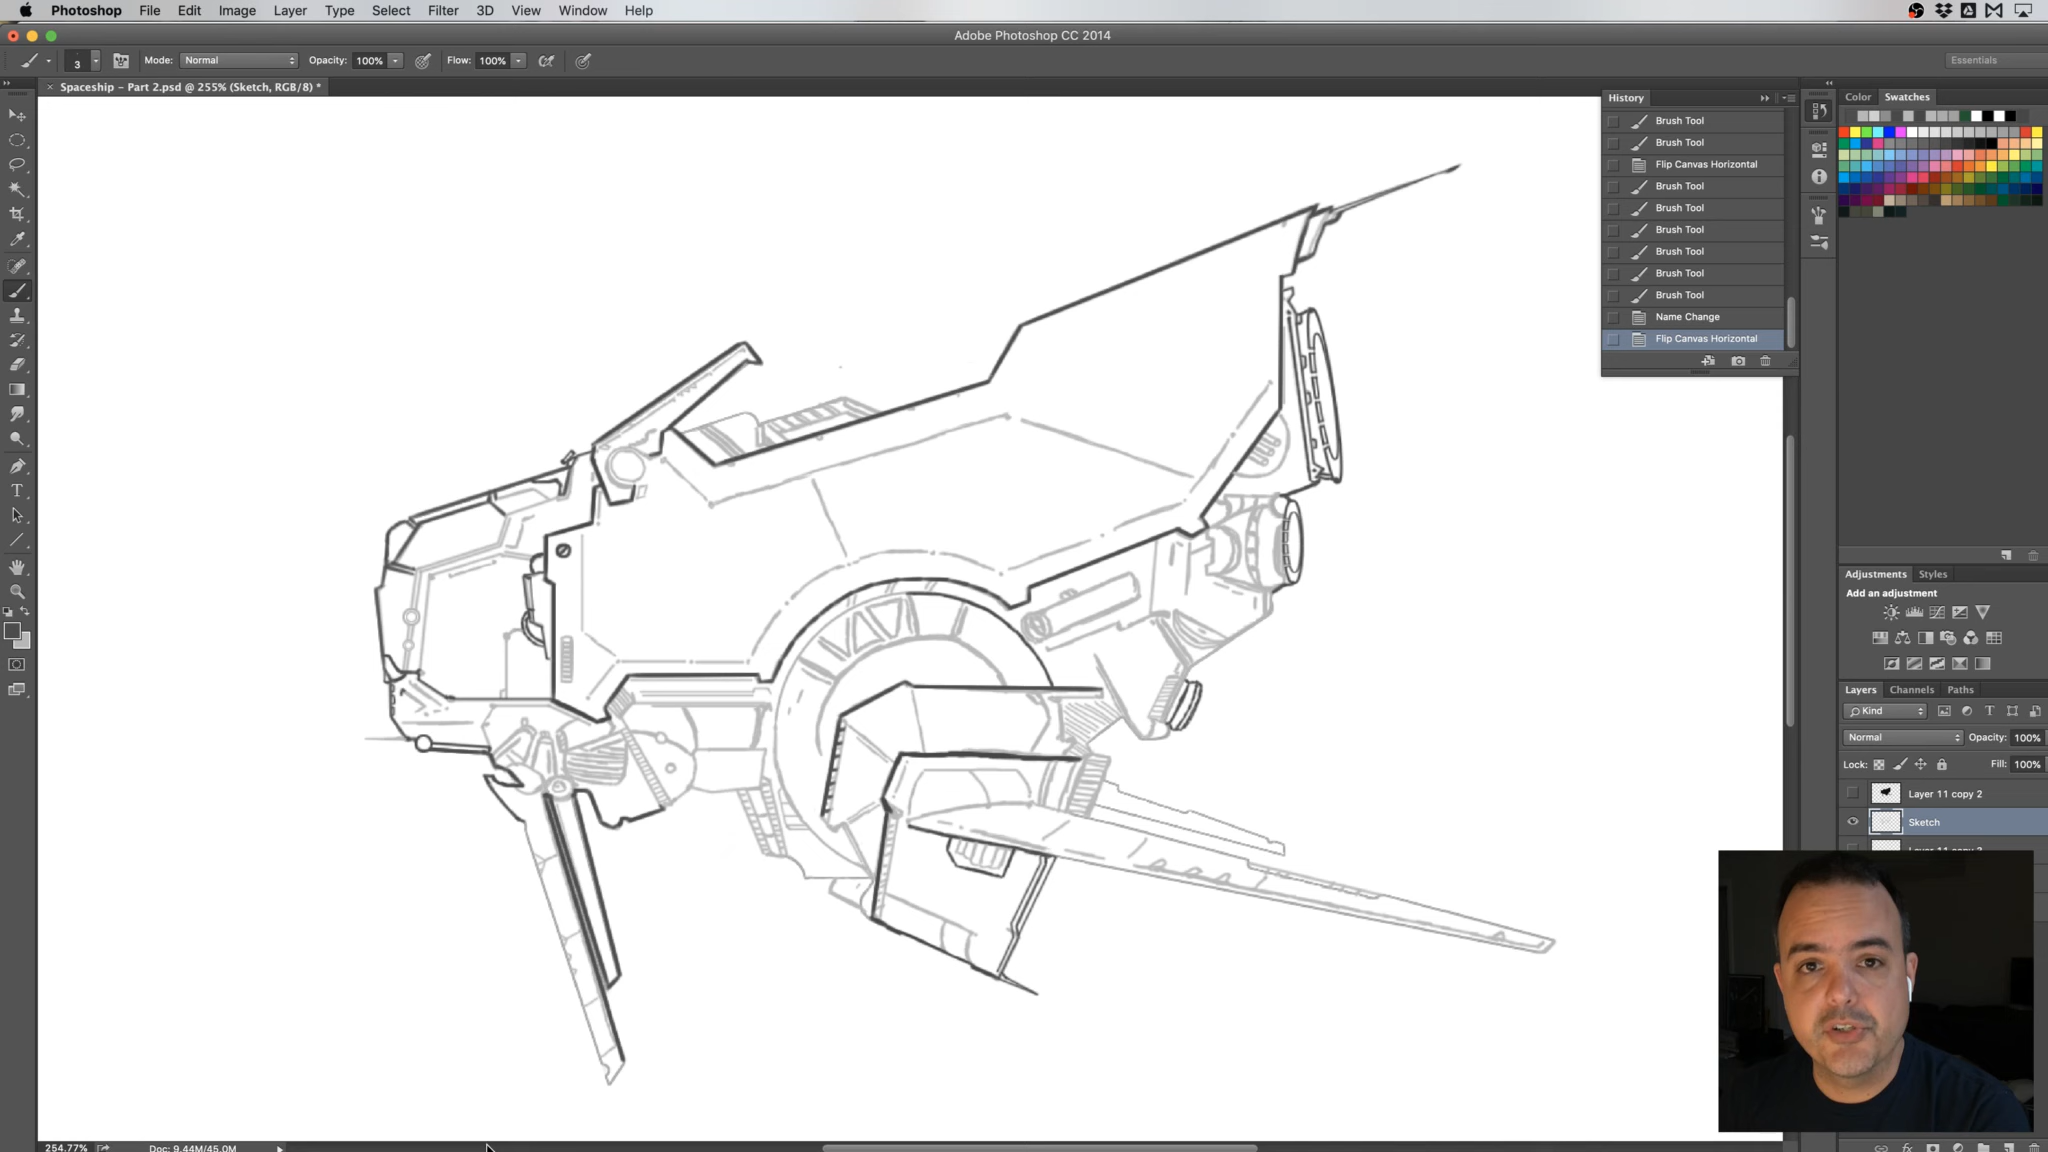 Photoshop File Edit Image Layer Type Select Filter 3D View Window Help
Adobe Photoshop CC 2014
3 Mode: Normal Opacity: 100% Flow: 100% Essentials
× Spaceship – Part 2.psd @ 255% (Sketch, RGB/8) *
History
Brush Tool
Brush Tool
Flip Canvas Horizontal
Brush Tool
Brush Tool
Brush Tool
Brush Tool
Brush Tool
Brush Tool
Name Change
Flip Canvas Horizontal
Color Swatches
Adjustments Styles
Add an adjustment
Layers Channels Paths
Kind
Normal Opacity: 100%
Lock: Fill: 100%
Layer 11 copy 2
Sketch
254.77% Doc: 9.44M/45.0M